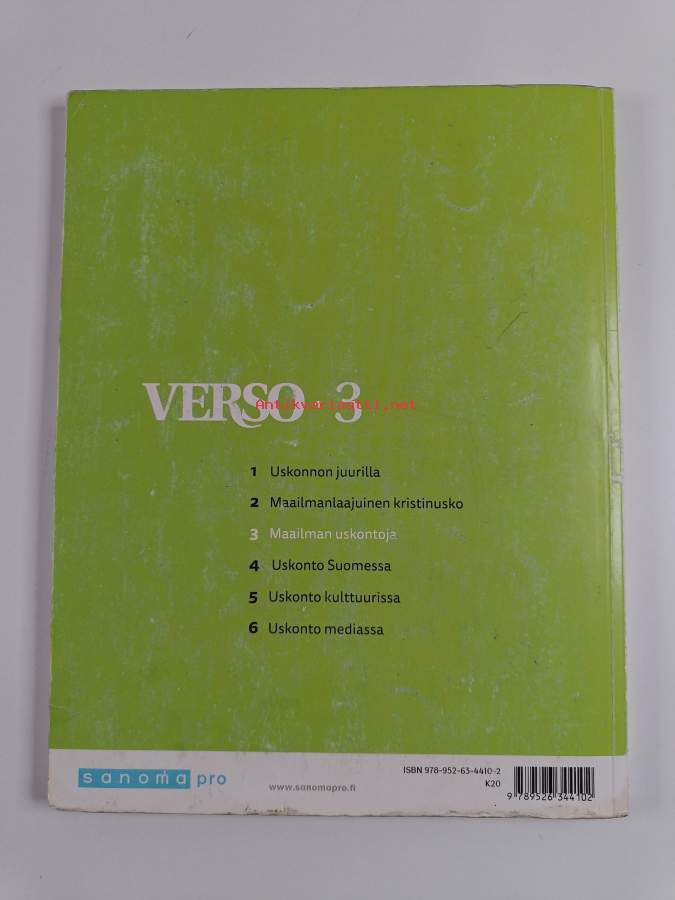 VERSO 3
Antikvariaatti.net
1 Uskonnon juurilla
2 Maailmanlaajuinen kristinusko
3 Maailman uskontoja
4 Uskonto Suomessa
5 Uskonto kulttuurissa
6 Uskonto mediassa
sanoma pro
www.sanomapro.fi
ISBN 978-952-63-4410-2
K20
9 789526 344102